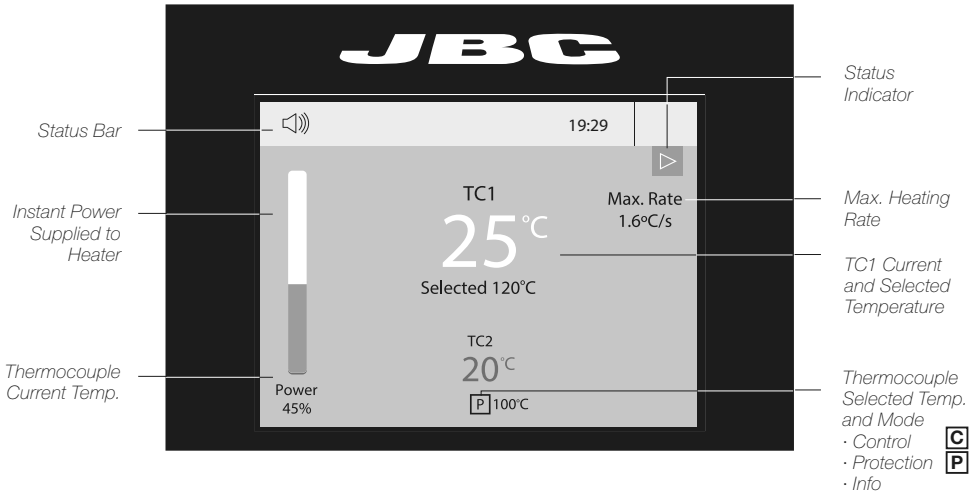 JBC
Status
Indicator
Status Bar
19:29
Instant Power
Supplied to
Heater
TC1
25°C
Selected 120°C
Max. Rate
1.6ºC/s
Max. Heating
Rate
TC1 Current
and Selected
Temperature
TC2
20°C
P 100°C
Thermocouple
Current Temp.
Power
45%
Thermocouple
Selected Temp.
and Mode
· Control C
· Protection P
· Info